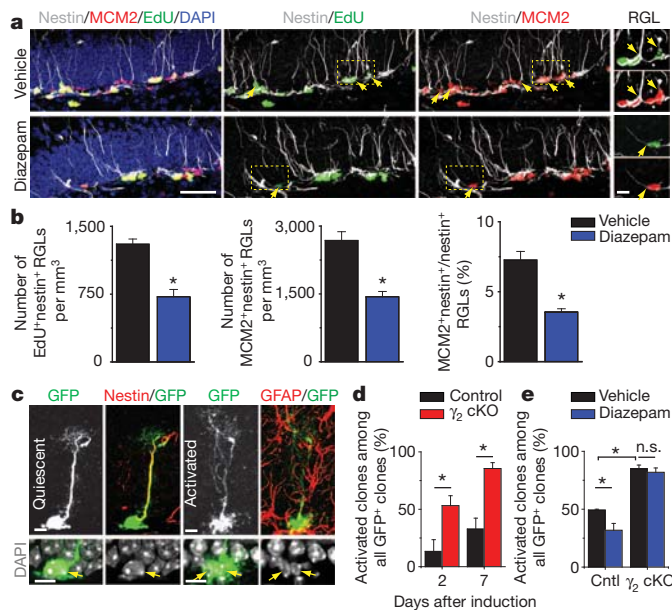 a
Nestin/MCM2/EdU/DAPI
Nestin/EdU
Nestin/MCM2
RGL
Vehicle
Diazepam
b
Number of
EdU⁺nestin⁺ RGLs
per mm³
1,500
750
0
*
Number of
MCM2⁺nestin⁺ RGLs
per mm³
3,000
1,500
0
*
MCM2⁺nestin⁺/nestin⁺
RGLs (%)
10
5
0
*
Vehicle
Diazepam
c
GFP
Nestin/GFP
GFP
GFAP/GFP
Quiescent
Activated
DAPI
d
Control
γ₂ cKO
Activated clones among
all GFP⁺ clones (%)
100
50
0
*
*
2
7
Days after induction
e
Vehicle
Diazepam
Activated clones among
all GFP⁺ clones (%)
100
50
0
*
n.s.
*
Cntl
γ₂ cKO